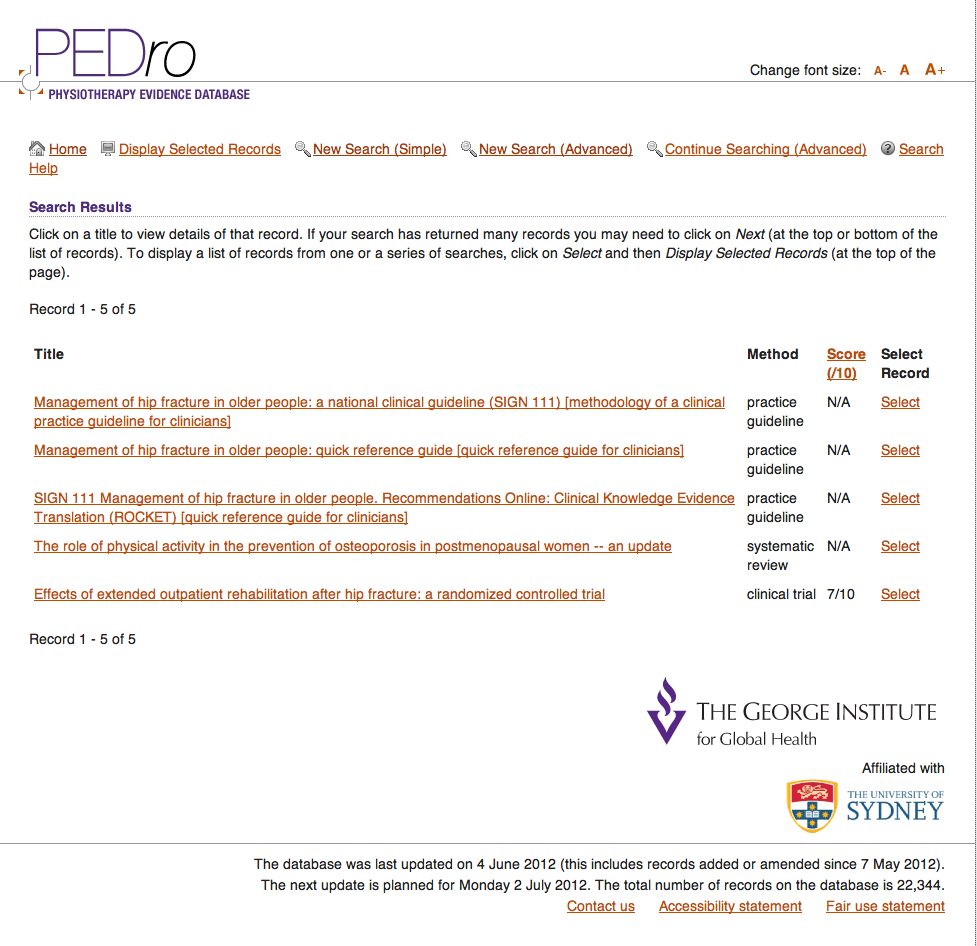 PEDro
PHYSIOTHERAPY EVIDENCE DATABASE
Change font size: A- A A+
Home Display Selected Records New Search (Simple) New Search (Advanced) Continue Searching (Advanced) Search
Help
Search Results
Click on a title to view details of that record. If your search has returned many records you may need to click on Next (at the top or bottom of the
list of records). To display a list of records from one or a series of searches, click on Select and then Display Selected Records (at the top of the
page).
Record 1 - 5 of 5
Title Method Score Select
(/10) Record
Management of hip fracture in older people: a national clinical guideline (SIGN 111) [methodology of a clinical practice N/A Select
practice guideline for clinicians] guideline
Management of hip fracture in older people: quick reference guide [quick reference guide for clinicians] practice N/A Select
guideline
SIGN 111 Management of hip fracture in older people. Recommendations Online: Clinical Knowledge Evidence practice N/A Select
Translation (ROCKET) [quick reference guide for clinicians] guideline
The role of physical activity in the prevention of osteoporosis in postmenopausal women -- an update systematic N/A Select
review
Effects of extended outpatient rehabilitation after hip fracture: a randomized controlled trial clinical trial 7/10 Select
Record 1 - 5 of 5
THE GEORGE INSTITUTE
for Global Health
Affiliated with
THE UNIVERSITY OF
SYDNEY
The database was last updated on 4 June 2012 (this includes records added or amended since 7 May 2012).
The next update is planned for Monday 2 July 2012. The total number of records on the database is 22,344.
Contact us Accessibility statement Fair use statement